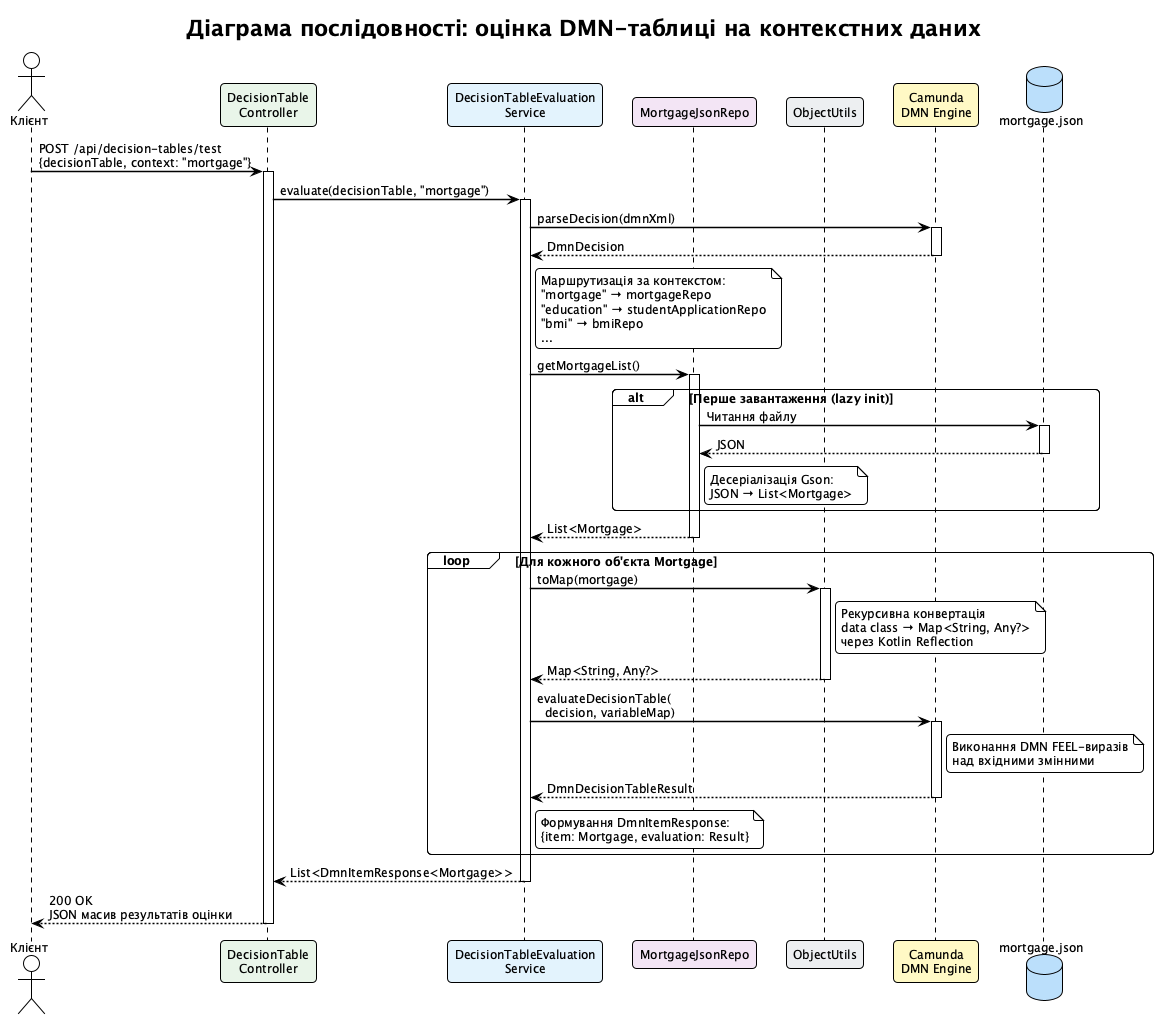 Діаграма послідовності: оцінка DMN-таблиці на контекстних даних
Клієнт
DecisionTable
Controller
DecisionTableEvaluation
Service
MortgageJsonRepo
ObjectUtils
Camunda
DMN Engine
mortgage.json
POST /api/decision-tables/test
{decisionTable, context: "mortgage"}
evaluate(decisionTable, "mortgage")
parseDecision(dmnXml)
DmnDecision
Маршрутизація за контекстом:
"mortgage" → mortgageRepo
"education" → studentApplicationRepo
"bmi" → bmiRepo
...
getMortgageList()
alt
[Перше завантаження (lazy init)]
Читання файлу
JSON
Десеріалізація Gson:
JSON → List<Mortgage>
List<Mortgage>
loop
[Для кожного об'єкта Mortgage]
toMap(mortgage)
Рекурсивна конвертація
data class → Map<String, Any?>
через Kotlin Reflection
Map<String, Any?>
evaluateDecisionTable(
decision, variableMap)
Виконання DMN FEEL-виразів
над вхідними змінними
DmnDecisionTableResult
Формування DmnItemResponse:
{item: Mortgage, evaluation: Result}
List<DmnItemResponse<Mortgage>>
200 OK
JSON масив результатів оцінки
Клієнт
DecisionTable
Controller
DecisionTableEvaluation
Service
MortgageJsonRepo
ObjectUtils
Camunda
DMN Engine
mortgage.json